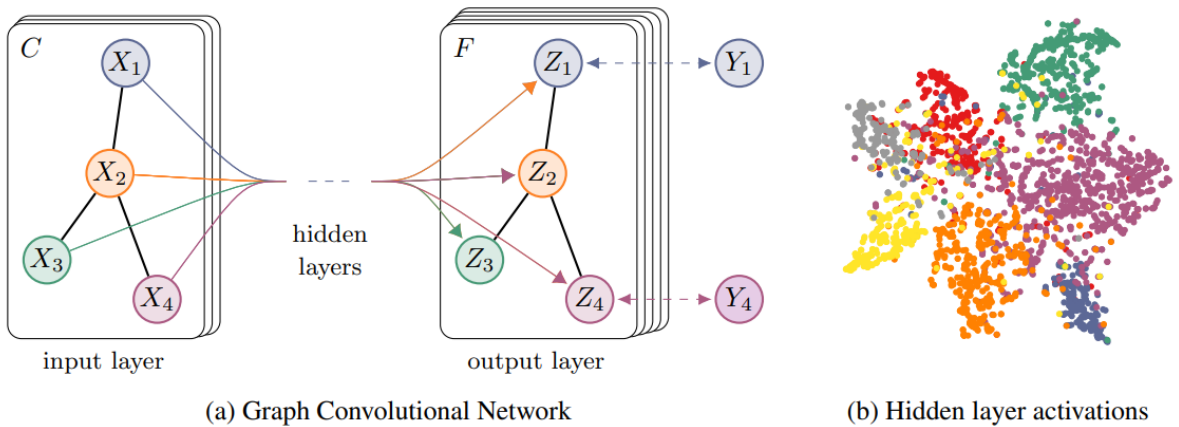 C
X₁
X₂
X₃
X₄
input layer
hidden
layers
F
Z₁
Z₂
Z₃
Z₄
output layer
Y₁
Y₄
(a) Graph Convolutional Network
(b) Hidden layer activations